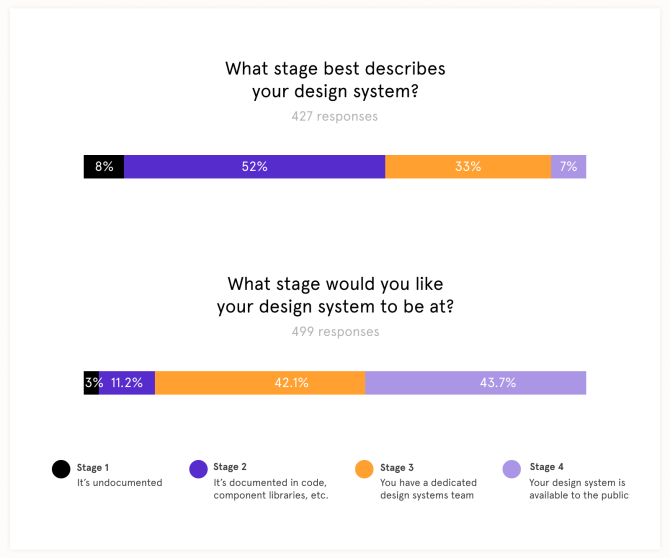 What stage best describes
your design system?
427 responses
8% 52% 33% 7%
What stage would you like
your design system to be at?
499 responses
3% 11.2% 42.1% 43.7%
Stage 1
It's undocumented
Stage 2
It's documented in code,
component libraries, etc.
Stage 3
You have a dedicated
design systems team
Stage 4
Your design system is
available to the public